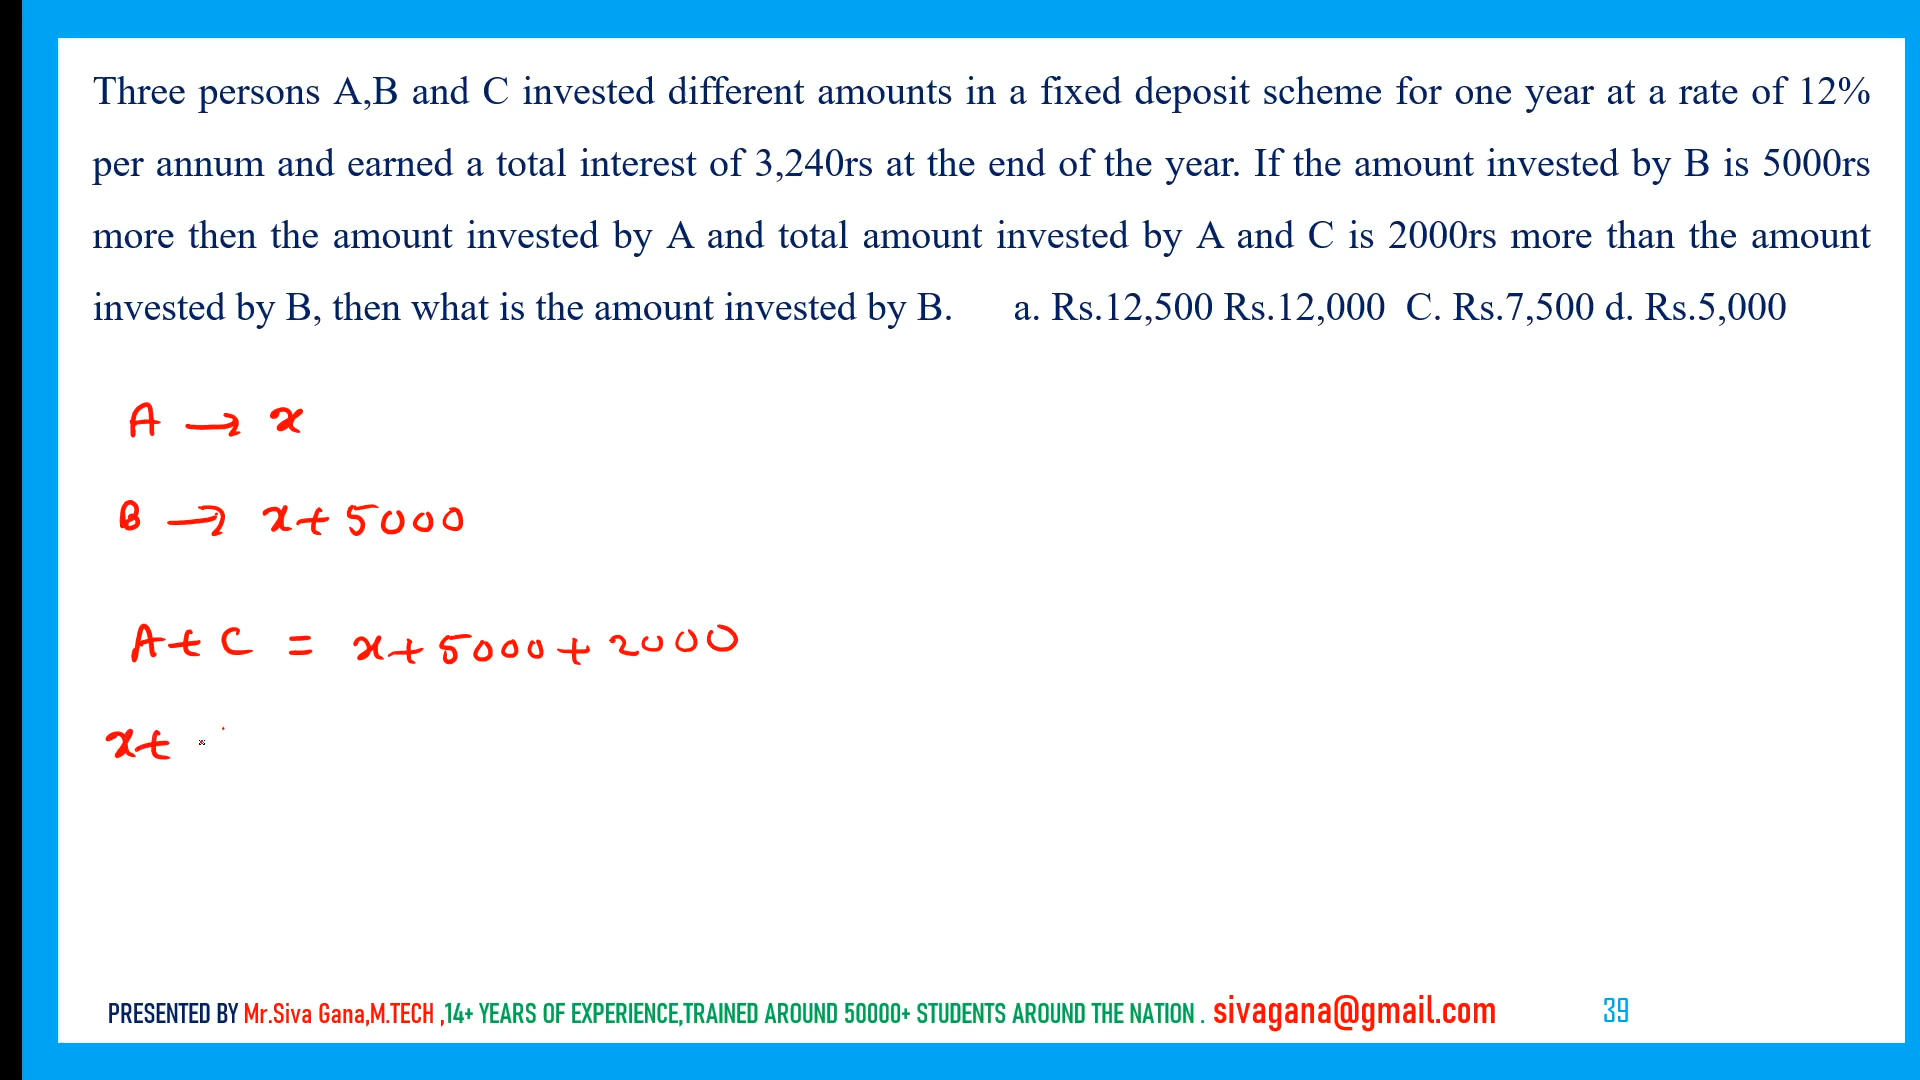 Three persons A,B and C invested different amounts in a fixed deposit scheme for one year at a rate of 12%
per annum and earned a total interest of 3,240rs at the end of the year. If the amount invested by B is 5000rs
more then the amount invested by A and total amount invested by A and C is 2000rs more than the amount
invested by B, then what is the amount invested by B. a. Rs.12,500 Rs.12,000 C. Rs.7,500 d. Rs.5,000
A → x
B → x+5000
A+C = x+5000+2000
x+
PRESENTED BY Mr.Siva Gana,M.TECH ,14+ YEARS OF EXPERIENCE,TRAINED AROUND 50000+ STUDENTS AROUND THE NATION . sivagana@gmail.com 39